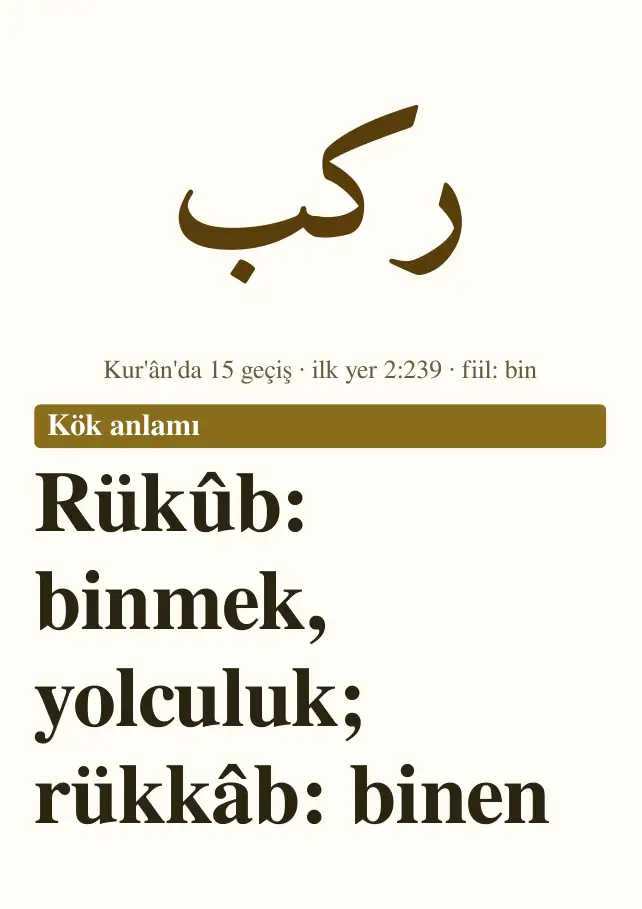 ركب
Kur'ân'da 15 geçiş · ilk yer 2:239 · fiil: bin
Kök anlamı
Rükûb:
binmek,
yolculuk;
rükkâb: binen